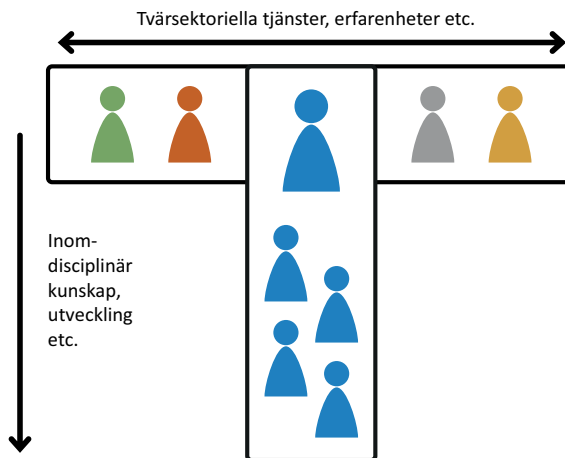 Tvärsektoriella tjänster, erfarenheter etc.
Inom-
disciplinär
kunskap,
utveckling
etc.